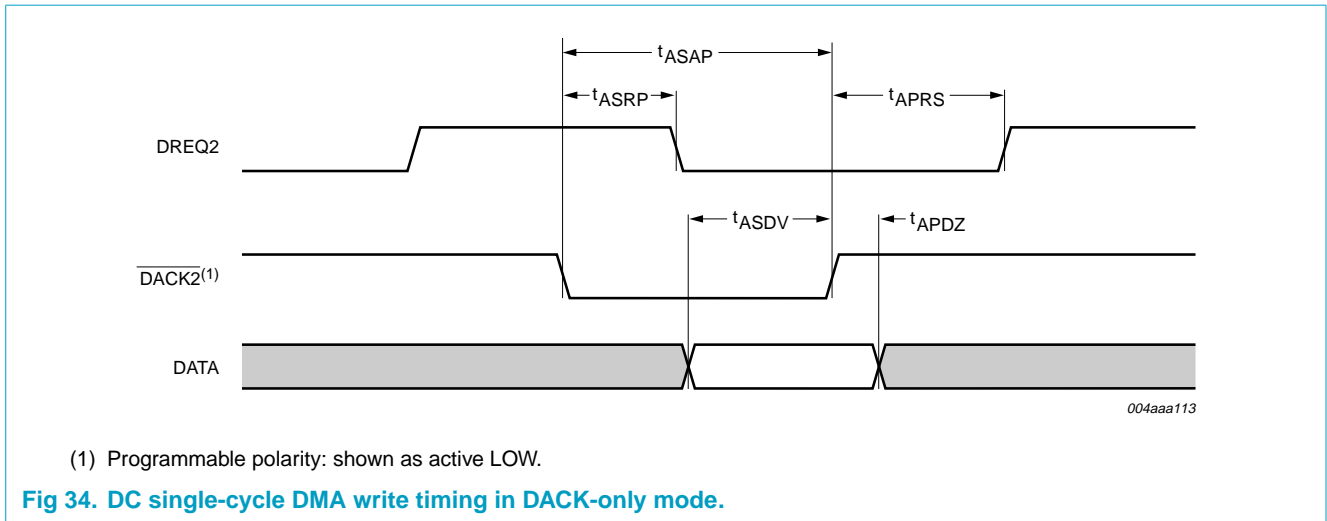 tASAP
tASRP
tAPRS
DREQ2
tASDV
tAPDZ
DACK2(1)
DATA
004aaa113
(1) Programmable polarity: shown as active LOW.
Fig 34. DC single-cycle DMA write timing in DACK-only mode.